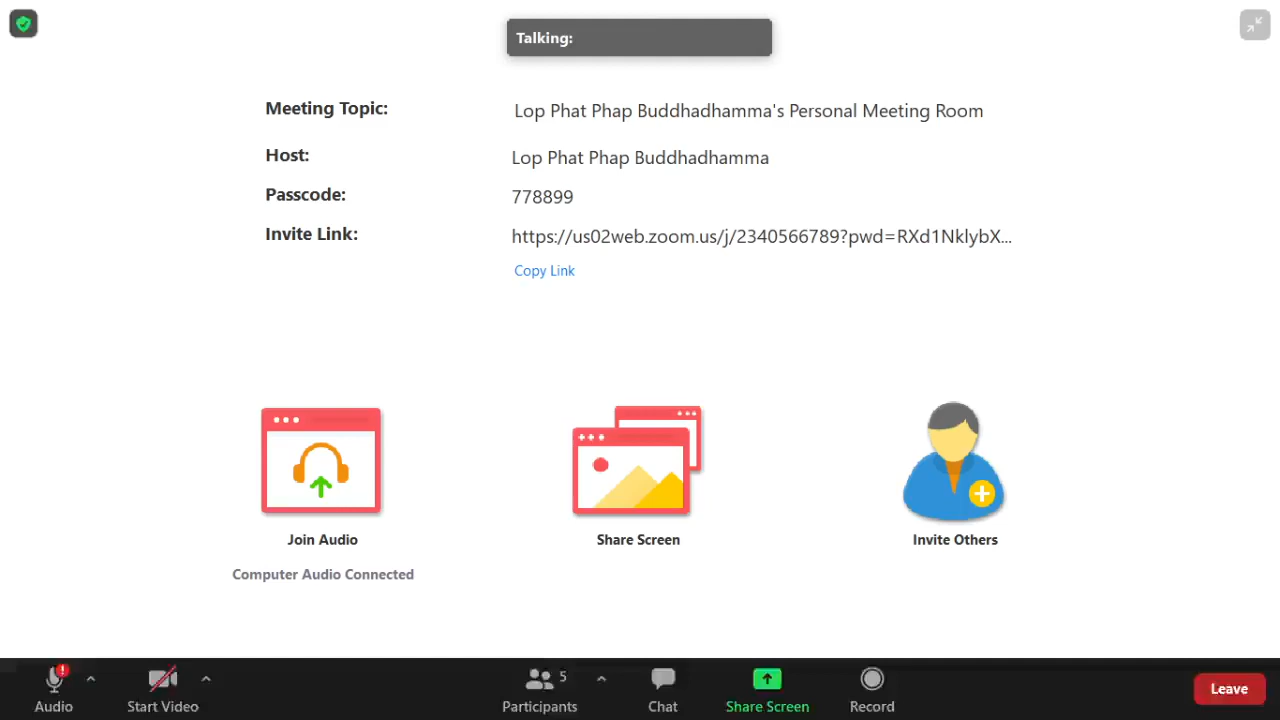 Talking:
Meeting Topic: Lop Phat Phap Buddhadhamma's Personal Meeting Room
Host: Lop Phat Phap Buddhadhamma
Passcode: 778899
Invite Link: https://us02web.zoom.us/j/2340566789?pwd=RXd1NklybX...
Copy Link
Join Audio Share Screen Invite Others
Computer Audio Connected
Audio Start Video Participants 5 Chat Share Screen Record Leave